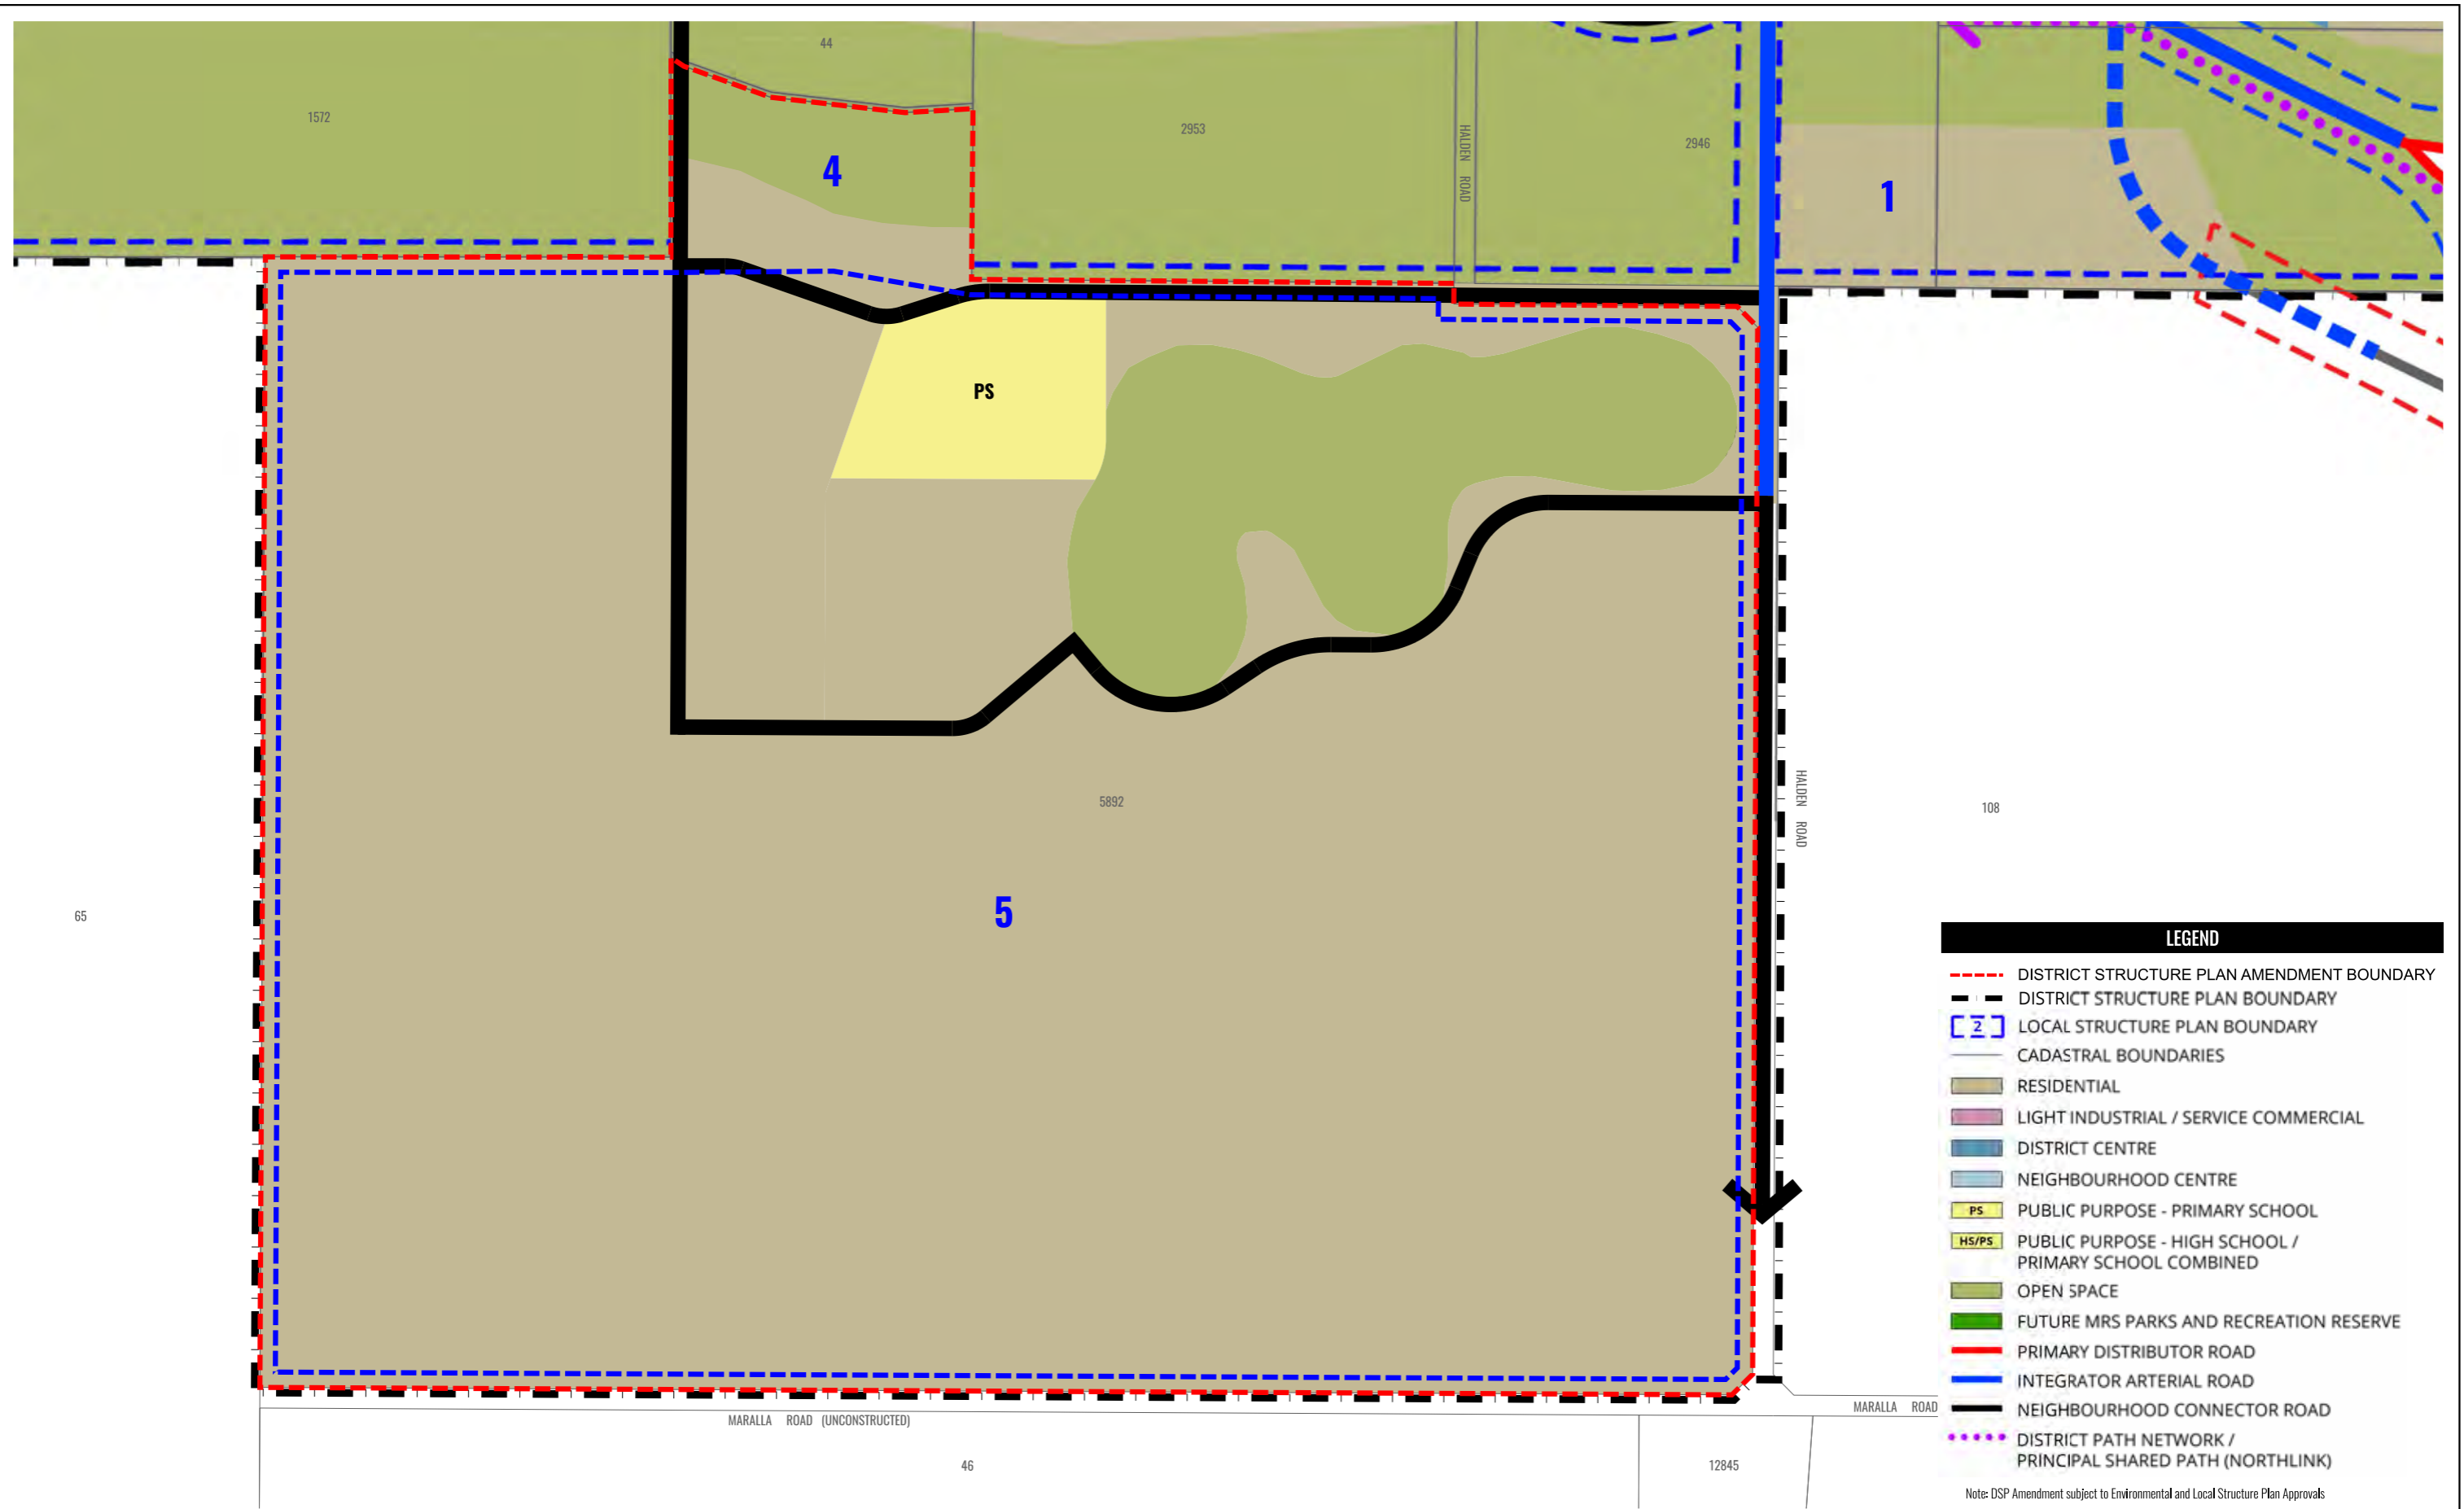 44
1572
2953
HALDEN ROAD
2946
4
1
PS
5892
HALDEN ROAD
108
65
5
LEGEND
DISTRICT STRUCTURE PLAN AMENDMENT BOUNDARY
DISTRICT STRUCTURE PLAN BOUNDARY
2 LOCAL STRUCTURE PLAN BOUNDARY
CADASTRAL BOUNDARIES
RESIDENTIAL
LIGHT INDUSTRIAL / SERVICE COMMERCIAL
DISTRICT CENTRE
NEIGHBOURHOOD CENTRE
PS PUBLIC PURPOSE - PRIMARY SCHOOL
HS/PS PUBLIC PURPOSE - HIGH SCHOOL /
PRIMARY SCHOOL COMBINED
OPEN SPACE
FUTURE MRS PARKS AND RECREATION RESERVE
PRIMARY DISTRIBUTOR ROAD
INTEGRATOR ARTERIAL ROAD
NEIGHBOURHOOD CONNECTOR ROAD
DISTRICT PATH NETWORK /
PRINCIPAL SHARED PATH (NORTHLINK)
Note: DSP Amendment subject to Environmental and Local Structure Plan Approvals
MARALLA ROAD (UNCONSTRUCTED)
MARALLA ROAD
46
12845